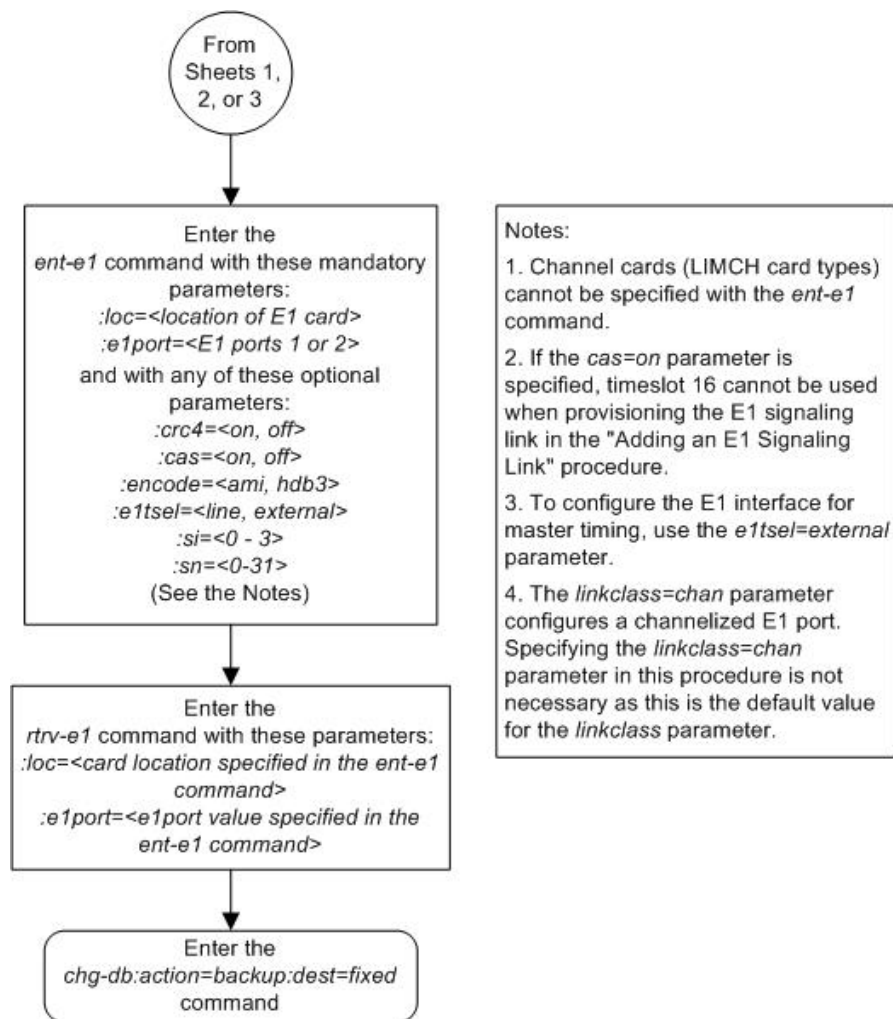 From
Sheets 1,
2, or 3
Enter the
ent-e1 command with these mandatory
parameters:
:loc=<location of E1 card>
:e1port=<E1 ports 1 or 2>
and with any of these optional
parameters:
:crc4=<on, off>
:cas=<on, off>
:encode=<ami, hdb3>
:e1tsel=<line, external>
:si=<0 - 3>
:sn=<0-31>
(See the Notes)
Enter the
rtrv-e1 command with these parameters:
:loc=<card location specified in the ent-e1
command>
:e1port=<e1port value specified in the
ent-e1 command>
Enter the
chg-db:action=backup:dest=fixed
command
Notes:
1. Channel cards (LIMCH card types)
cannot be specified with the ent-e1
command.
2. If the cas=on parameter is
specified, timeslot 16 cannot be used
when provisioning the E1 signaling
link in the "Adding an E1 Signaling
Link" procedure.
3. To configure the E1 interface for
master timing, use the e1tsel=external
parameter.
4. The linkclass=chan parameter
configures a channelized E1 port.
Specifying the linkclass=chan
parameter in this procedure is not
necessary as this is the default value
for the linkclass parameter.